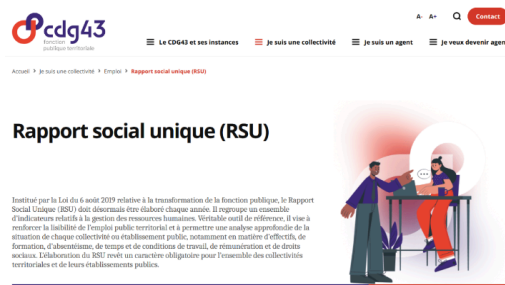 A- A+ Contact
cdg43
fonction
publique territoriale
Le CDG43 et ses instances Je suis une collectivité Je suis un agent Je veux devenir agen
Accueil Je suis une collectivité Emploi Rapport social unique (RSU)
Rapport social unique (RSU)
Institué par la Loi du 6 août 2019 relative à la transformation de la fonction publique, le Rapport
Social Unique (RSU) doit désormais être élaboré chaque année. Il regroupe un ensemble
d'indicateurs relatifs à la gestion des ressources humaines. Véritable outil de référence, il vise à
renforcer la lisibilité de l'emploi public territorial et à permettre une analyse approfondie de la
situation de chaque collectivité ou établissement public, notamment en matière d'effectifs, de
formation, d'absentéisme, de temps et de conditions de travail, de rémunération et de droits
sociaux. L'élaboration du RSU revêt un caractère obligatoire pour l'ensemble des collectivités
territoriales et de leurs établissements publics.